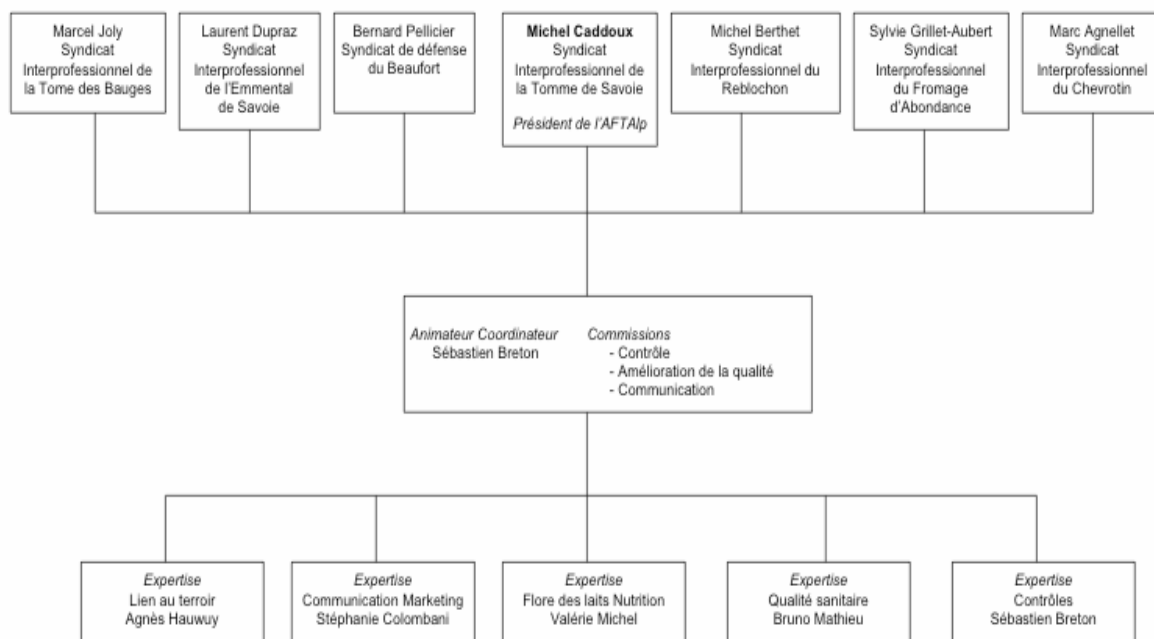 Marcel Joly
Syndicat
Interprofessionnel de
la Tome des Bauges
Laurent Dupraz
Syndicat
Interprofessionnel
de l'Emmental
de Savoie
Bernard Pellicier
Syndicat de défense
du Beaufort
Michel Caddoux
Syndicat
Interprofessionnel de
la Tomme de Savoie
Président de l'AFTAlp
Michel Berthet
Syndicat
Interprofessionnel du
Reblochon
Sylvie Grillet-Aubert
Syndicat
Interprofessionnel
du Fromage
d'Abondance
Marc Agnellet
Syndicat
Interprofessionnel
du Chevrotin
Animateur Coordinateur
Sébastien Breton
Commissions
- Contrôle
- Amélioration de la qualité
- Communication
Expertise
Lien au terroir
Agnès Hauwuy
Expertise
Communication Marketing
Stéphanie Colombani
Expertise
Flore des laits Nutrition
Valérie Michel
Expertise
Qualité sanitaire
Bruno Mathieu
Expertise
Contrôles
Sébastien Breton